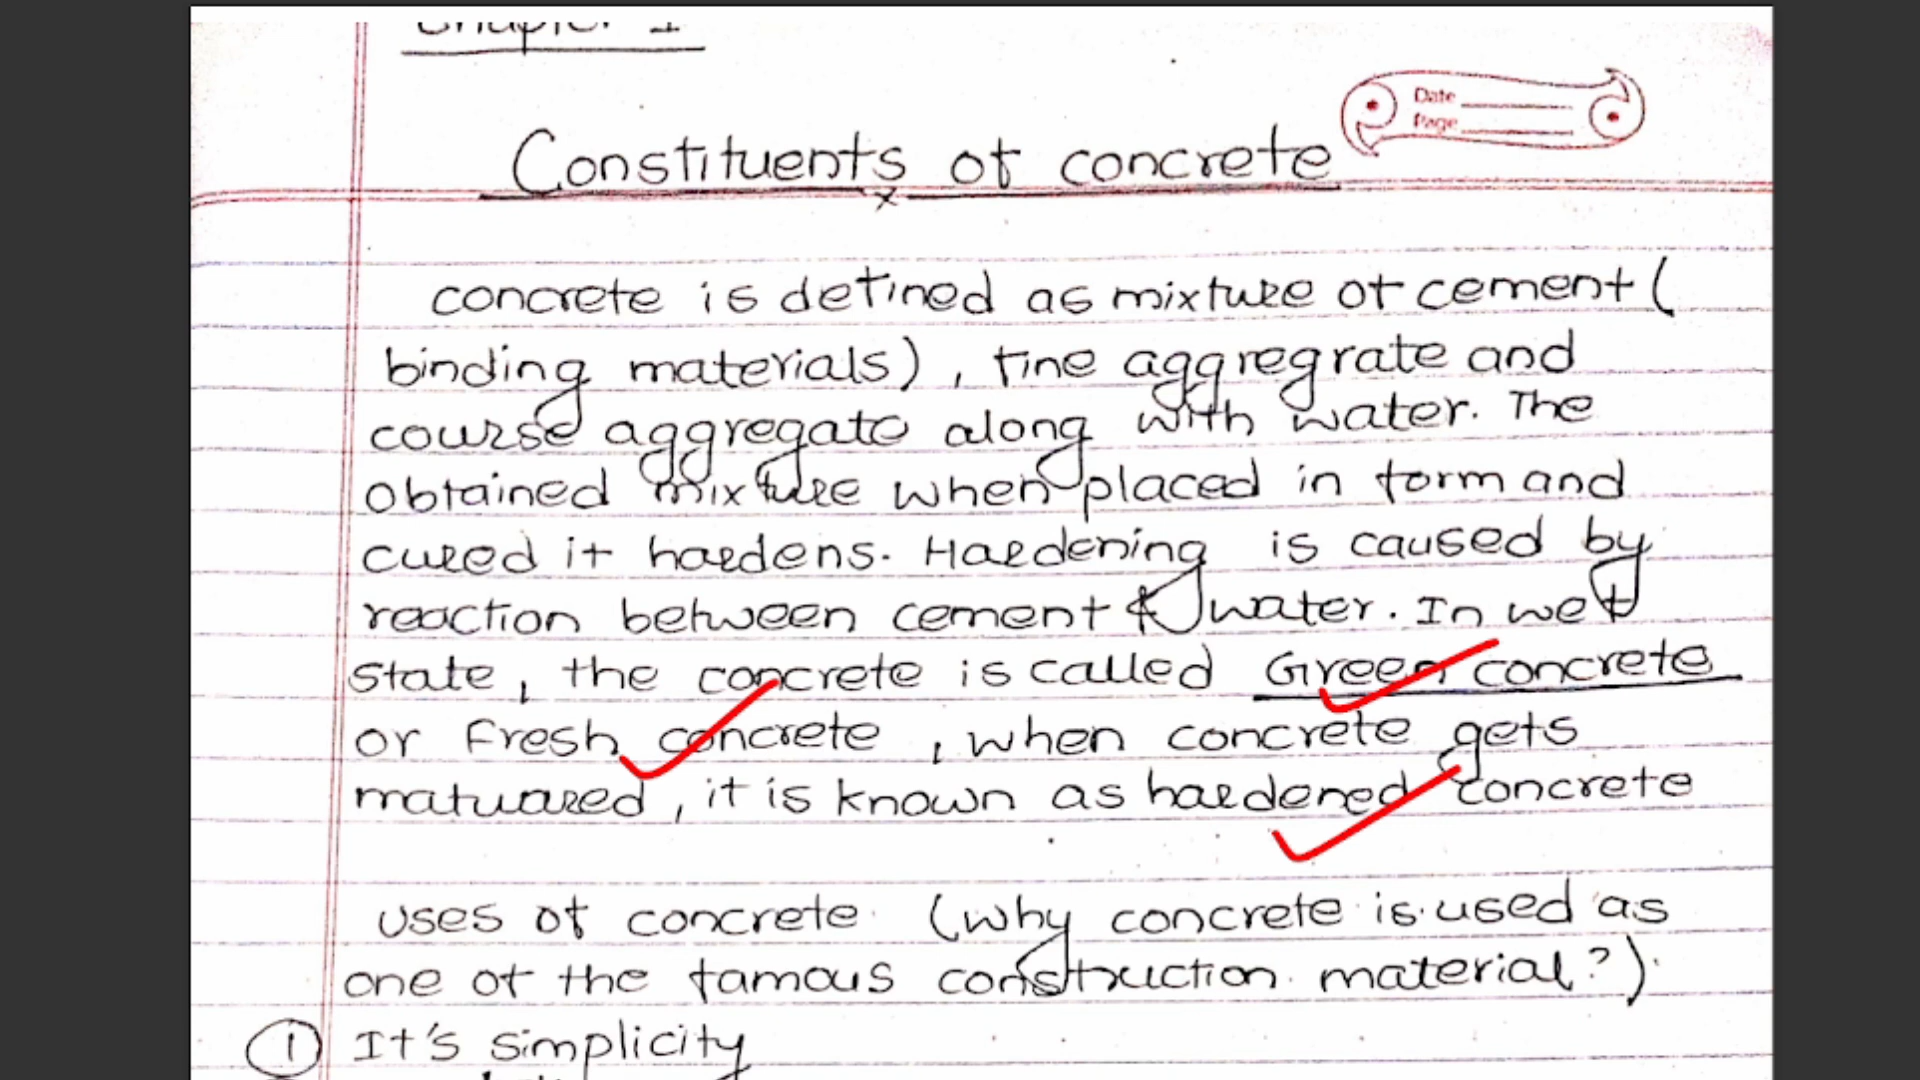 Chapter 1
Date
Page
Constituents of concrete
concrete is defined as mixture of cement (
binding materials), fine aggregrate and
course aggregate along with water. The
obtained mixture when placed in form and
cured it hardens. Hardening is caused by
reaction between cement & water. In wet
State, the concrete is called Green concrete
or Fresh concrete, when concrete gets
matuared, it is known as hardened concrete
uses of concrete (why concrete is used as
one of the famous construction material?).
1 It's simplicity